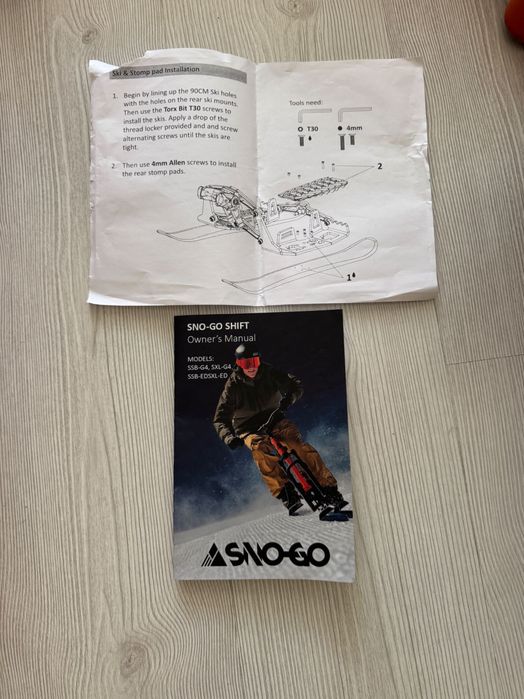 Ski & Stomp pad Installation
1. Begin by lining up the 90CM Ski holes
with the holes on the rear ski mounts.
Then use the Torx Bit T30 screws to
install the skis. Apply a drop of the
thread locker provided and and screw
alternating screws until the skis are
tight.
2. Then use 4mm Allen screws to install
the rear stomp pads.
Tools need:
T30
4mm
2
1
SNO-GO SHIFT
Owner's Manual
MODELS:
SSB-G4, SXL-G4
SSB-EDSXL-ED
SNO-GO